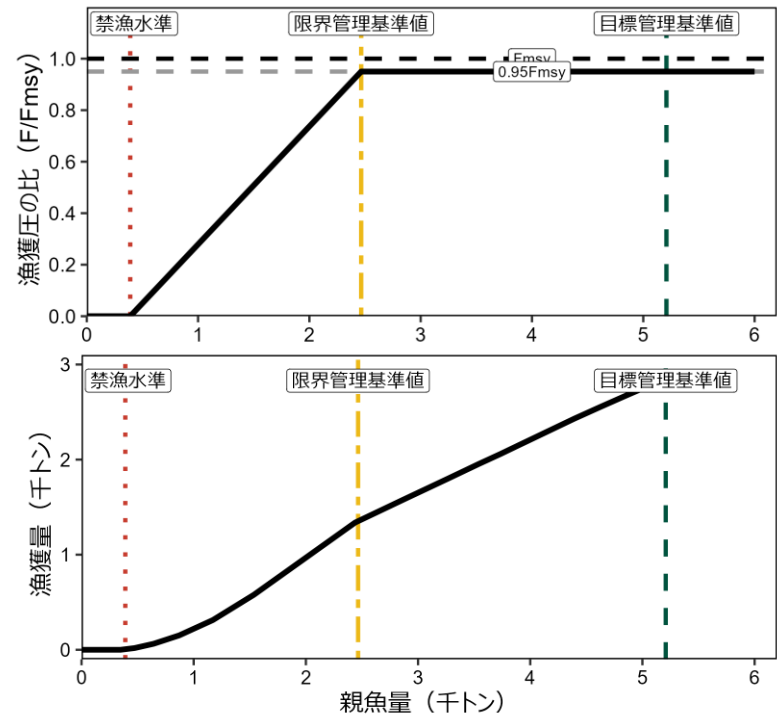 禁漁水準 限界管理基準値 目標管理基準値
1.0
Fmsy
0.95Fmsy
0.8
0.6
0.4
0.2
0.0
漁獲圧の比（F/Fmsy）
0 1 2 3 4 5 6
3
禁漁水準 限界管理基準値 目標管理基準値
2
1
0
漁獲量（千トン）
0 1 2 3 4 5 6
親魚量（千トン）